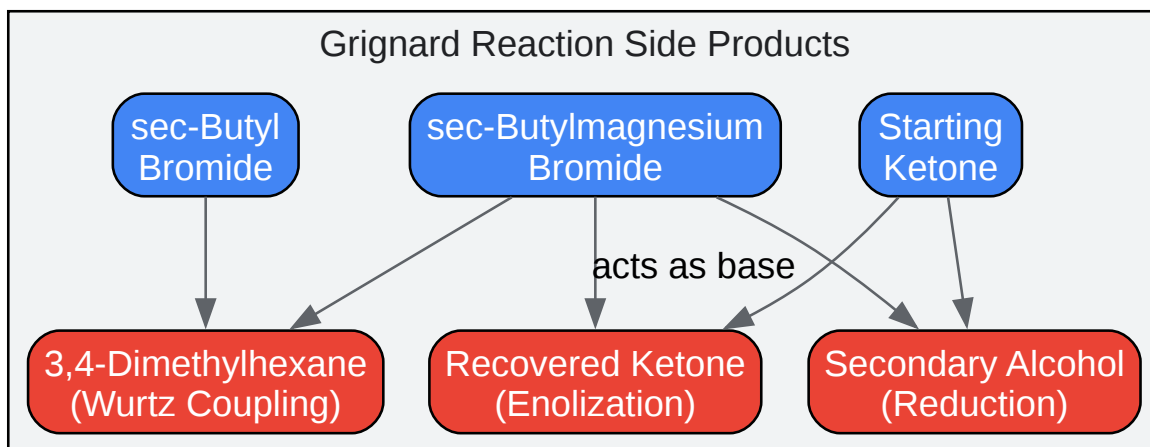 Grignard Reaction Side Products
sec-Butyl
Bromide
sec-Butylmagnesium
Bromide
Starting
Ketone
acts as base
3,4-Dimethylhexane
(Wurtz Coupling)
Recovered Ketone
(Enolization)
Secondary Alcohol
(Reduction)